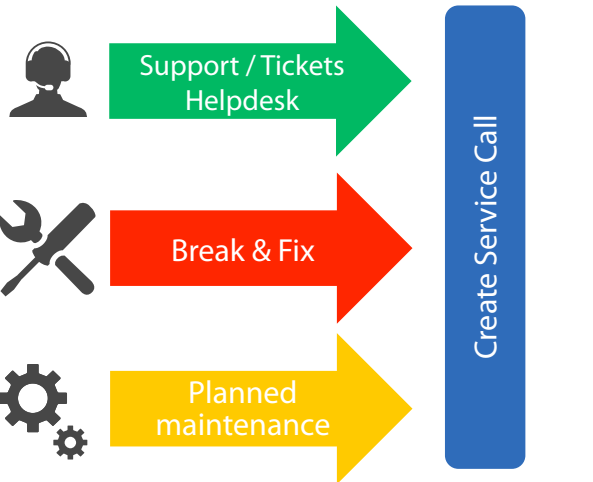 Support / Tickets
Helpdesk
Break & Fix
Planned
maintenance
Create Service Call